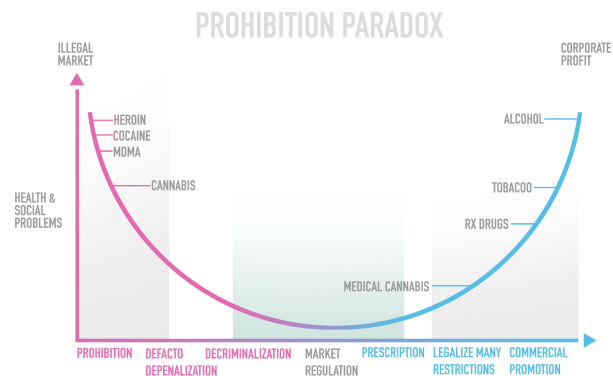 PROHIBITION PARADOX
ILLEGAL
MARKET
CORPORATE
PROFIT
HEROIN
COCAINE
MDMA
CANNABIS
ALCOHOL
TOBACOO
RX DRUGS
MEDICAL CANNABIS
HEALTH &
SOCIAL
PROBLEMS
PROHIBITION
DEFACTO
DEPENALIZATION
DECRIMINALIZATION
MARKET
REGULATION
PRESCRIPTION
LEGALIZE MANY
RESTRICTIONS
COMMERCIAL
PROMOTION